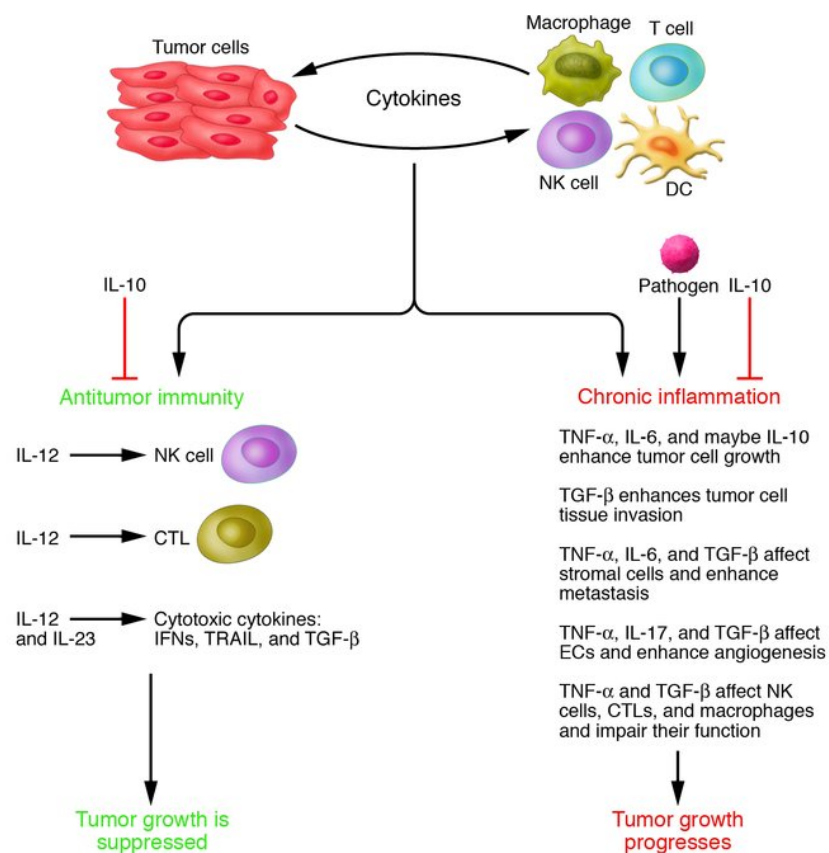 Tumor cells
Macrophage
T cell
Cytokines
NK cell
DC
IL-10
Pathogen
IL-10
Antitumor immunity
IL-12
NK cell
IL-12
CTL
IL-12
and IL-23
Cytotoxic cytokines:
IFNs, TRAIL, and TGF-β
Tumor growth is
suppressed
Chronic inflammation
TNF-α, IL-6, and maybe IL-10
enhance tumor cell growth
TGF-β enhances tumor cell
tissue invasion
TNF-α, IL-6, and TGF-β affect
stromal cells and enhance
metastasis
TNF-α, IL-17, and TGF-β affect
ECs and enhance angiogenesis
TNF-α and TGF-β affect NK
cells, CTLs, and macrophages
and impair their function
Tumor growth
progresses